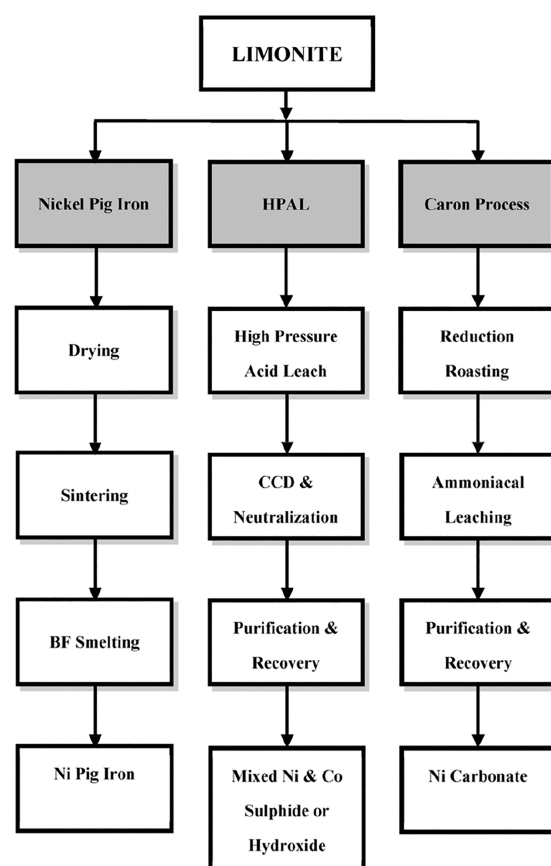 LIMONITE
Nickel Pig Iron
HPAL
Caron Process
Drying
High Pressure
Acid Leach
Reduction
Roasting
Sintering
CCD &
Neutralization
Ammoniacal
Leaching
BF Smelting
Purification &
Recovery
Purification &
Recovery
Ni Pig Iron
Mixed Ni & Co
Sulphide or
Hydroxide
Ni Carbonate